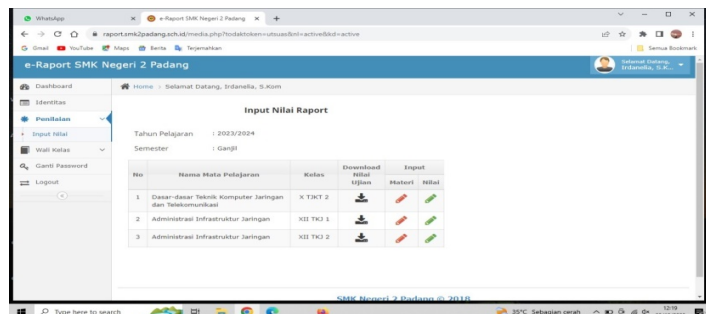 WhatsApp
e-Raport SMK Negeri 2 Padang
raport.smk2padang.sch.id/media.php?todaktoken=utsuas&nl=active&kd=active
Gmail YouTube Maps Berita Terjemahkan Semua Bookmark
e-Raport SMK Negeri 2 Padang
Selamat Datang,
Irdanelia, S.K...
Dashboard
Identitas
Penilaian
Input Nilai
Wali Kelas
Ganti Password
Logout
Home Selamat Datang, Irdanelia, S.Kom
Input Nilai Raport
Tahun Pelajaran : 2023/2024
Semester : Ganjil
No Nama Mata Pelajaran Kelas Download Nilai Ujian Input
Materi Nilai
1 Dasar-dasar Teknik Komputer Jaringan dan Telekomunikasi X TJKT 2
2 Administrasi Infrastruktur Jaringan XII TKJ 1
3 Administrasi Infrastruktur Jaringan XII TKJ 2
SMK Negeri 2 Padang © 2018
Type here to search
35°C Sebagian cerah
12:19